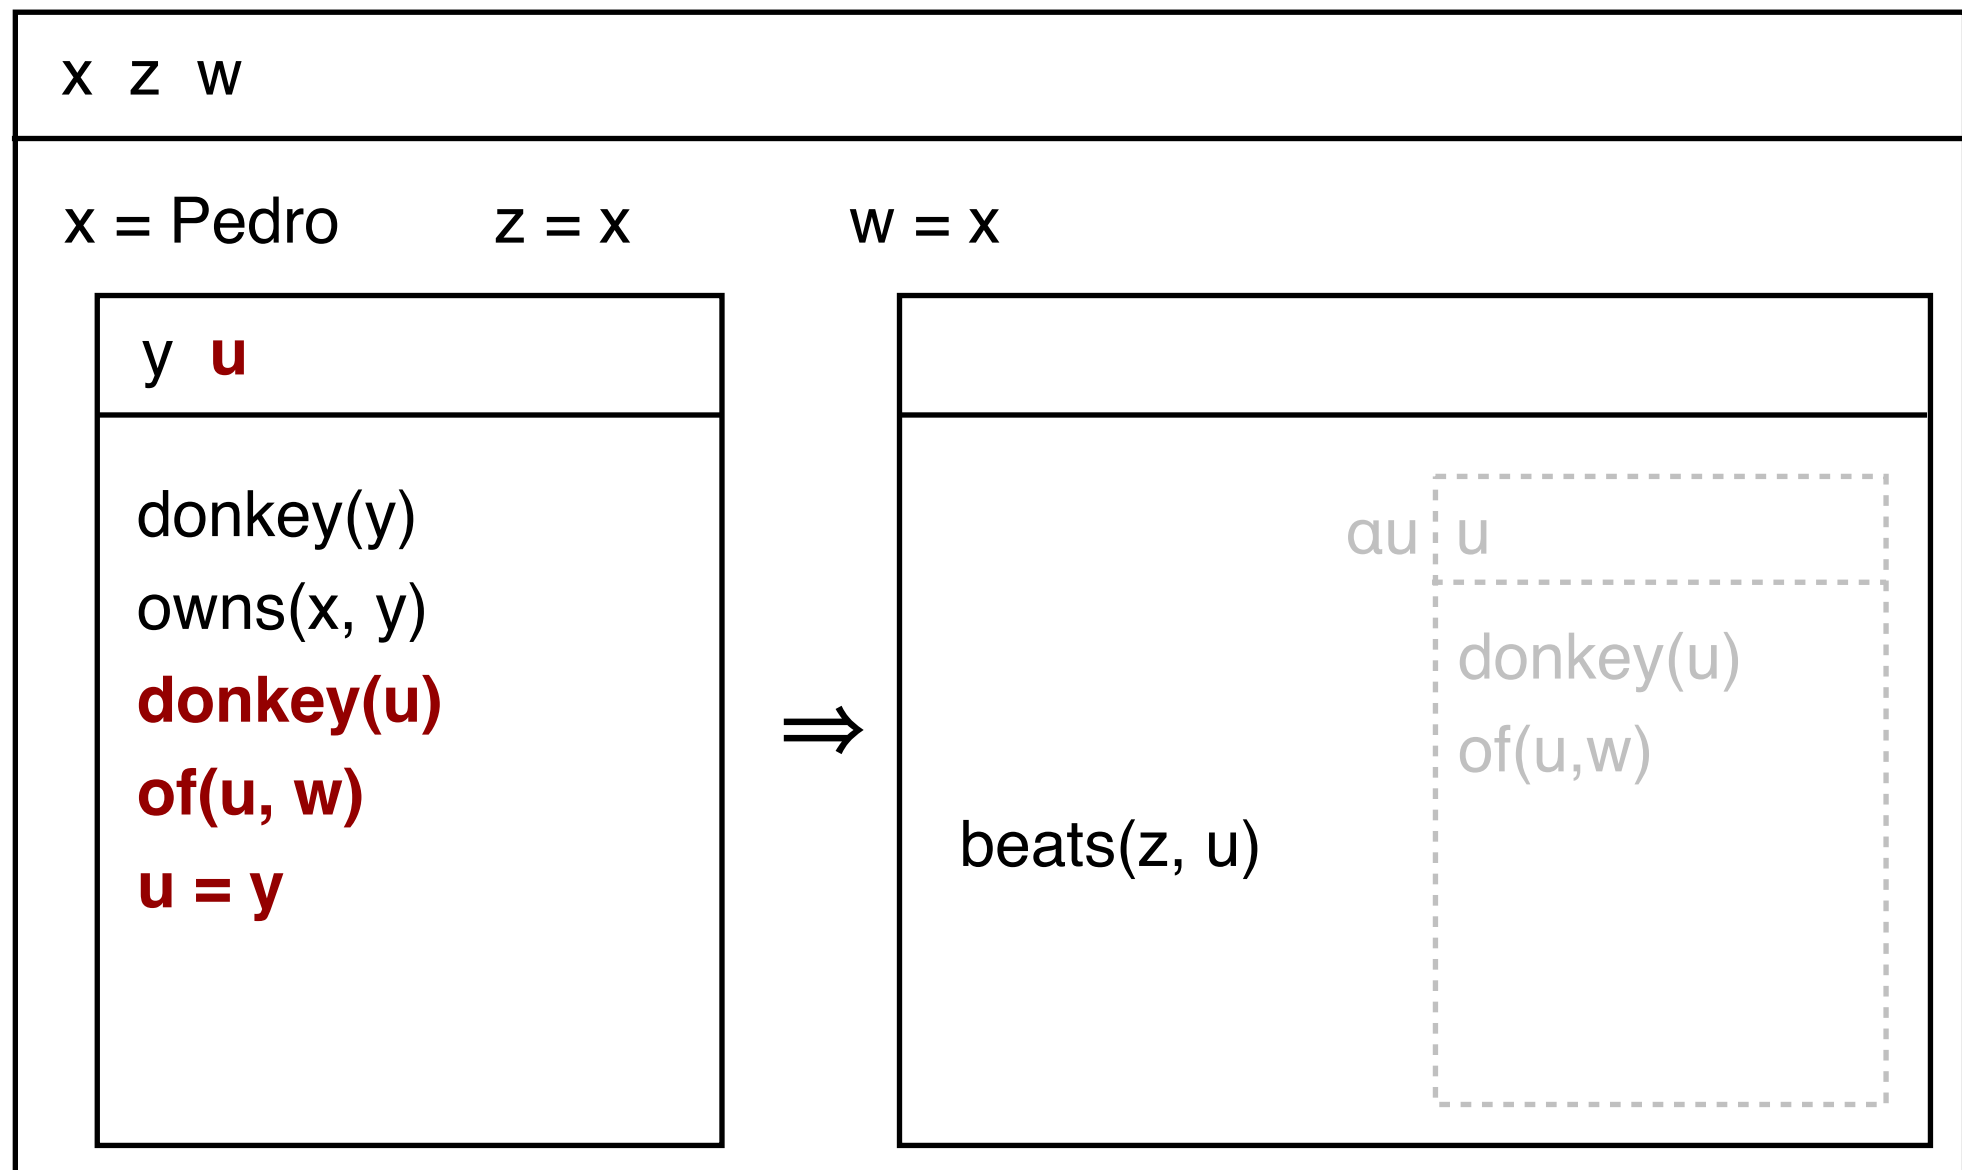 x z w
x = Pedro z = x w = x
y u
donkey(y)
owns(x, y)
donkey(u)
of(u, w)
u = y
⇒
beats(z, u)
αu u
donkey(u)
of(u,w)